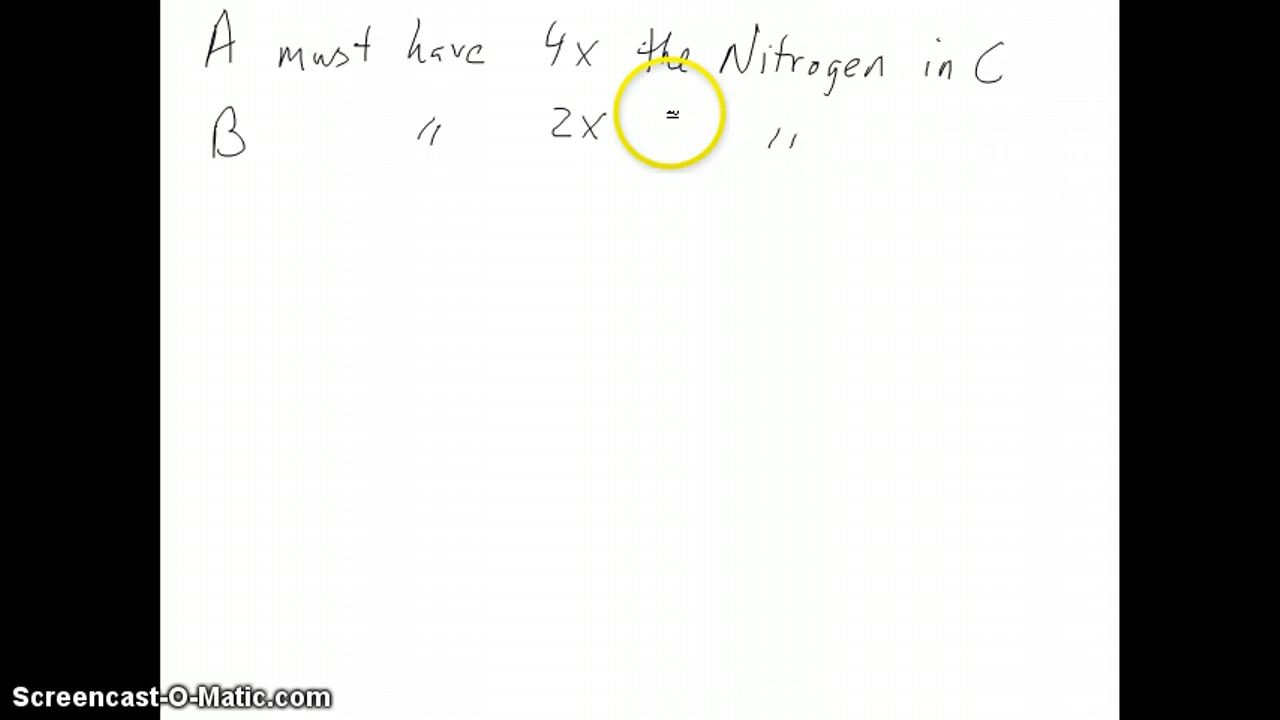 A must have 4x the Nitrogen in C
B " 2x " "
Screencast-O-Matic.com